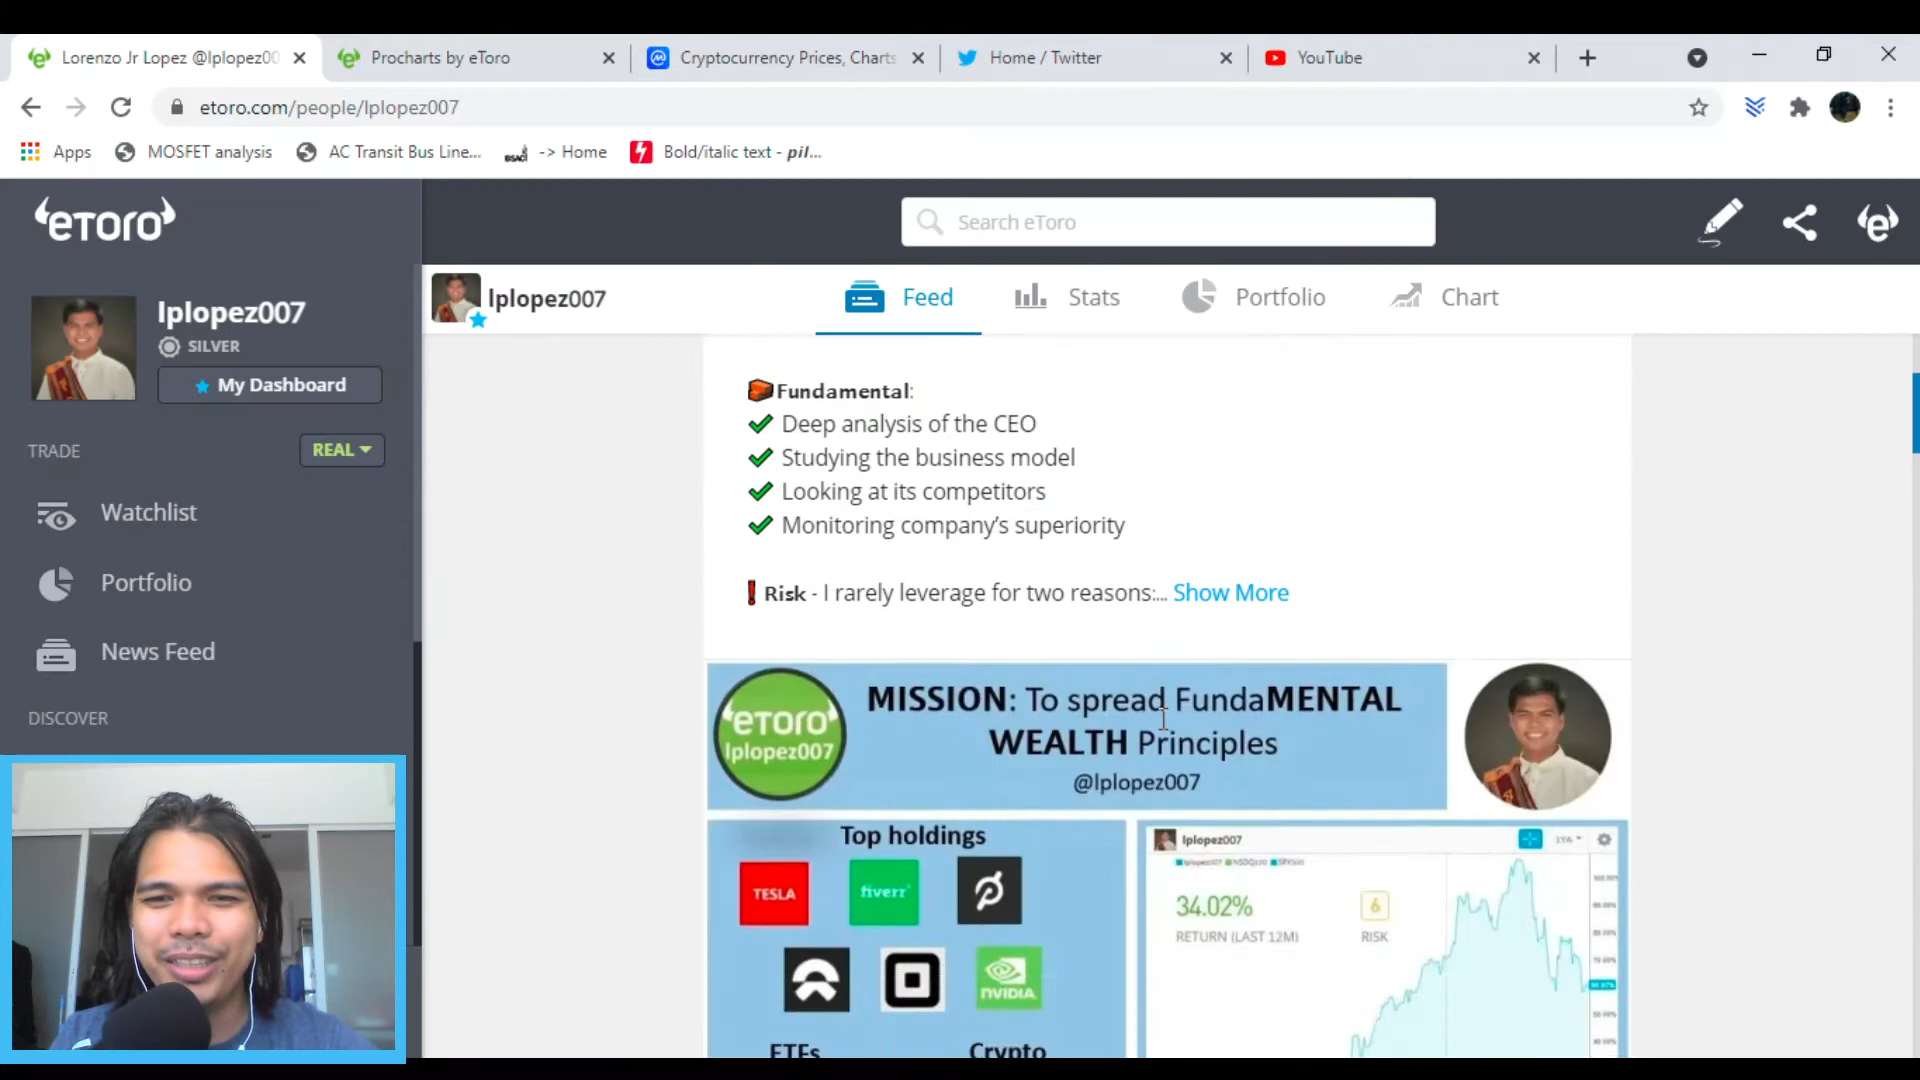 Lorenzo Jr Lopez @lplopez00
Procharts by eToro
Cryptocurrency Prices, Charts
Home / Twitter
YouTube
etoro.com/people/lplopez007
Apps
MOSFET analysis
AC Transit Bus Line...
BSAC
-> Home
Bold/italic text - pil...
eToro
Search eToro
lplopez007
SILVER
My Dashboard
TRADE
REAL
Watchlist
Portfolio
News Feed
DISCOVER
lplopez007
Feed
Stats
Portfolio
Chart
Fundamental:
Deep analysis of the CEO
Studying the business model
Looking at its competitors
Monitoring company's superiority
Risk - I rarely leverage for two reasons:... Show More
eToro
lplopez007
MISSION: To spread FundaMENTAL
WEALTH Principles
@lplopez007
Top holdings
TESLA
fiverr
NVIDIA
ETFs
Crypto
lplopez007
34.02%
RETURN (LAST 12M)
6
RISK